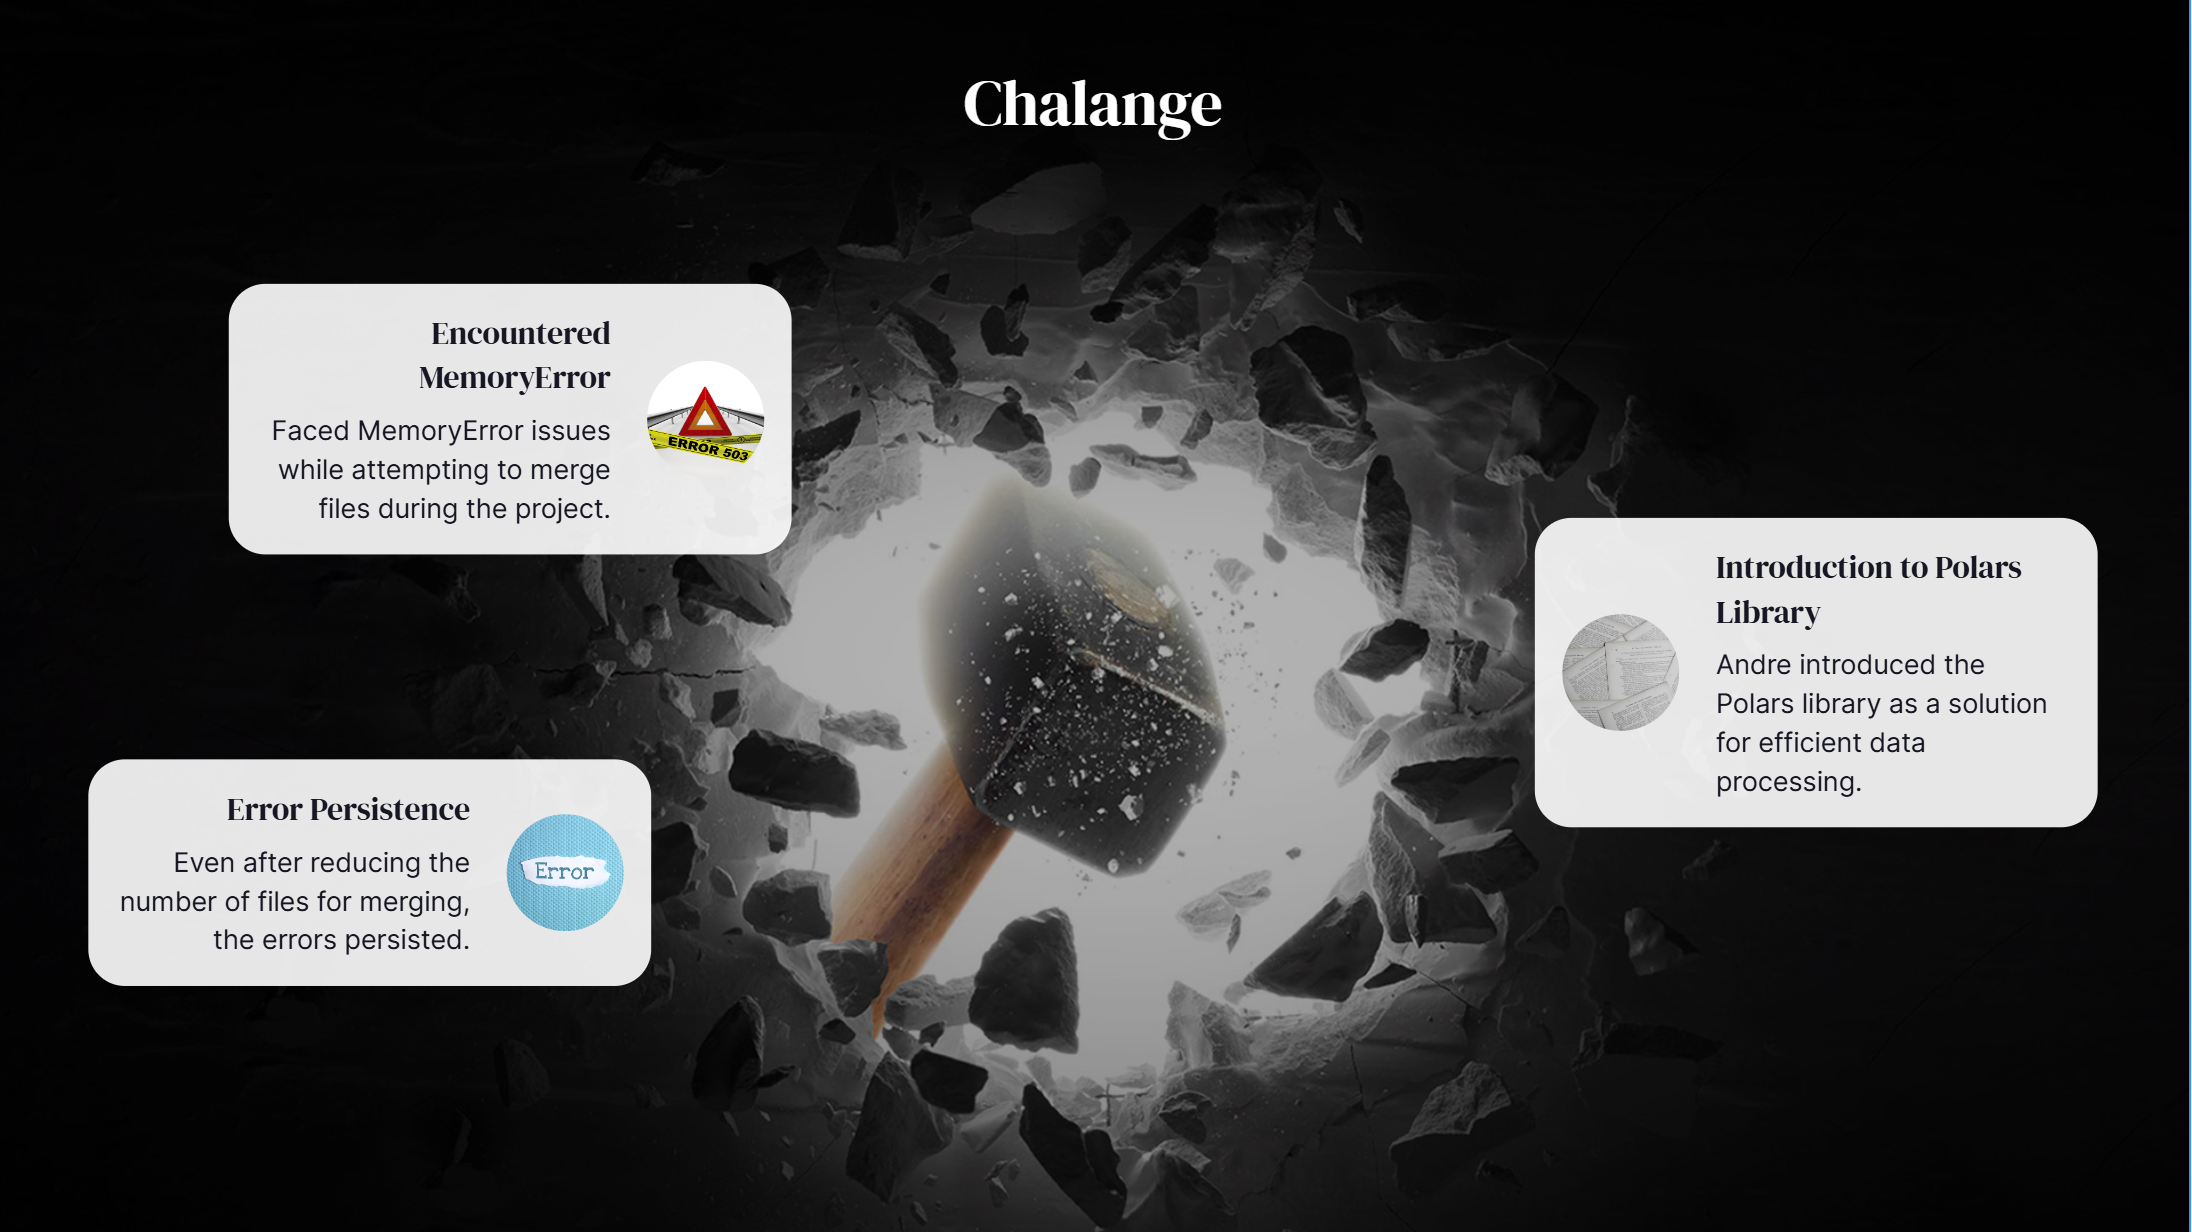 Chalange
Encountered
MemoryError
Faced MemoryError issues
while attempting to merge
files during the project.
ERROR 503
Error Persistence
Even after reducing the
number of files for merging,
the errors persisted.
Error
Introduction to Polars
Library
Andre introduced the
Polars library as a solution
for efficient data
processing.